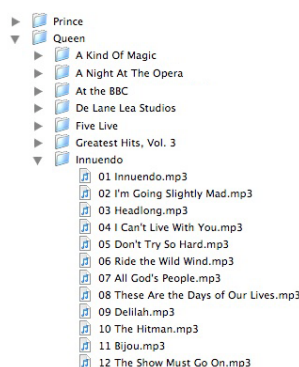 Prince
Queen
A Kind Of Magic
A Night At The Opera
At the BBC
De Lane Lea Studios
Five Live
Greatest Hits, Vol. 3
Innuendo
01 Innuendo.mp3
02 I'm Going Slightly Mad.mp3
03 Headlong.mp3
04 I Can't Live With You.mp3
05 Don't Try So Hard.mp3
06 Ride the Wild Wind.mp3
07 All God's People.mp3
08 These Are the Days of Our Lives.mp3
09 Delilah.mp3
10 The Hitman.mp3
11 Bijou.mp3
12 The Show Must Go On.mp3